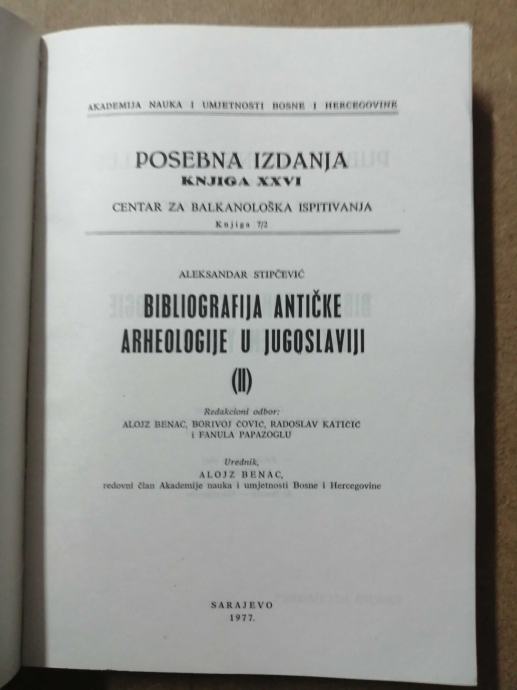 AKADEMIJA NAUKA I UMJETNOSTI BOSNE I HERCEGOVINE
POSEBNA IZDANJA
KNJIGA XXVI
CENTAR ZA BALKANOLOŠKA ISPITIVANJA
Knjiga 7/2
ALEKSANDAR STIPČEVIĆ
BIBLIOGRAFIJA ANTIČKE
ARHEOLOGIJE U JUGOSLAVIJI
(II)
Redakcioni odbor:
ALOJZ BENAC, BORIVOJ ČOVIĆ, RADOSLAV KATIČIĆ
i FANULA PAPAZOGLU
Urednik,
ALOJZ BENAC,
redovni član Akademije nauka i umjetnosti Bosne i Hercegovine
SARAJEVO
1977.